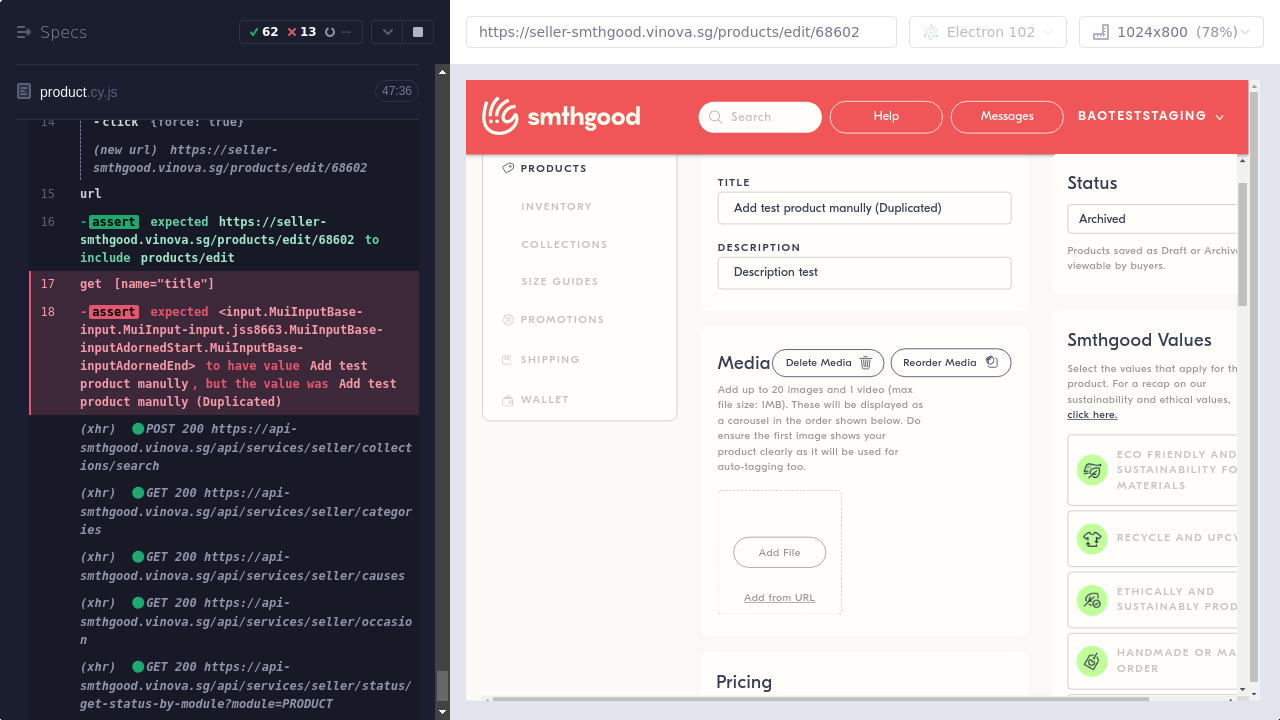 Specs
62
13
--
https://seller-smthgood.vinova.sg/products/edit/68602
Electron 102
1024x800 (78%)
product.cy.js
47:36
14
-click {force: true}
(new url) https://seller-
smthgood.vinova.sg/products/edit/68602
15 url
16 -assert expected https://seller-
smthgood.vinova.sg/products/edit/68602 to
include products/edit
17 get [name="title"]
18 -assert expected <input.MuiInputBase-
input.MuiInput-input.jss8663.MuiInputBase-
inputAdornedStart.MuiInputBase-
inputAdornedEnd> to have value Add test
product manully, but the value was Add test
product manully (Duplicated)
(xhr) POST 200 https://api-
smthgood.vinova.sg/api/services/seller/collect
ions/search
(xhr) GET 200 https://api-
smthgood.vinova.sg/api/services/seller/categor
ies
(xhr) GET 200 https://api-
smthgood.vinova.sg/api/services/seller/causes
(xhr) GET 200 https://api-
smthgood.vinova.sg/api/services/seller/occasio
n
(xhr) GET 200 https://api-
smthgood.vinova.sg/api/services/seller/status/
get-status-by-module?module=PRODUCT
smthgood
Search
Help
Messages
BAOTESTSTAGING
PRODUCTS
INVENTORY
COLLECTIONS
SIZE GUIDES
PROMOTIONS
SHIPPING
WALLET
TITLE
Add test product manully (Duplicated)
DESCRIPTION
Description test
Media
Delete Media
Reorder Media
Add up to 20 images and 1 video (max
file size: 1MB). These will be displayed as
a carousel in the order shown below. Do
ensure the first image shows your
product clearly as it will be used for
auto-tagging too.
Add File
Add from URL
Pricing
Status
Archived
Products saved as Draft or Archive
viewable by buyers.
Smthgood Values
Select the values that apply for th
product. For a recap on our
sustainability and ethical values,
click here.
ECO FRIENDLY AND
SUSTAINABILITY FO
MATERIALS
RECYCLE AND UPCY
ETHICALLY AND
SUSTAINABLY PROD
HANDMADE OR MA
ORDER